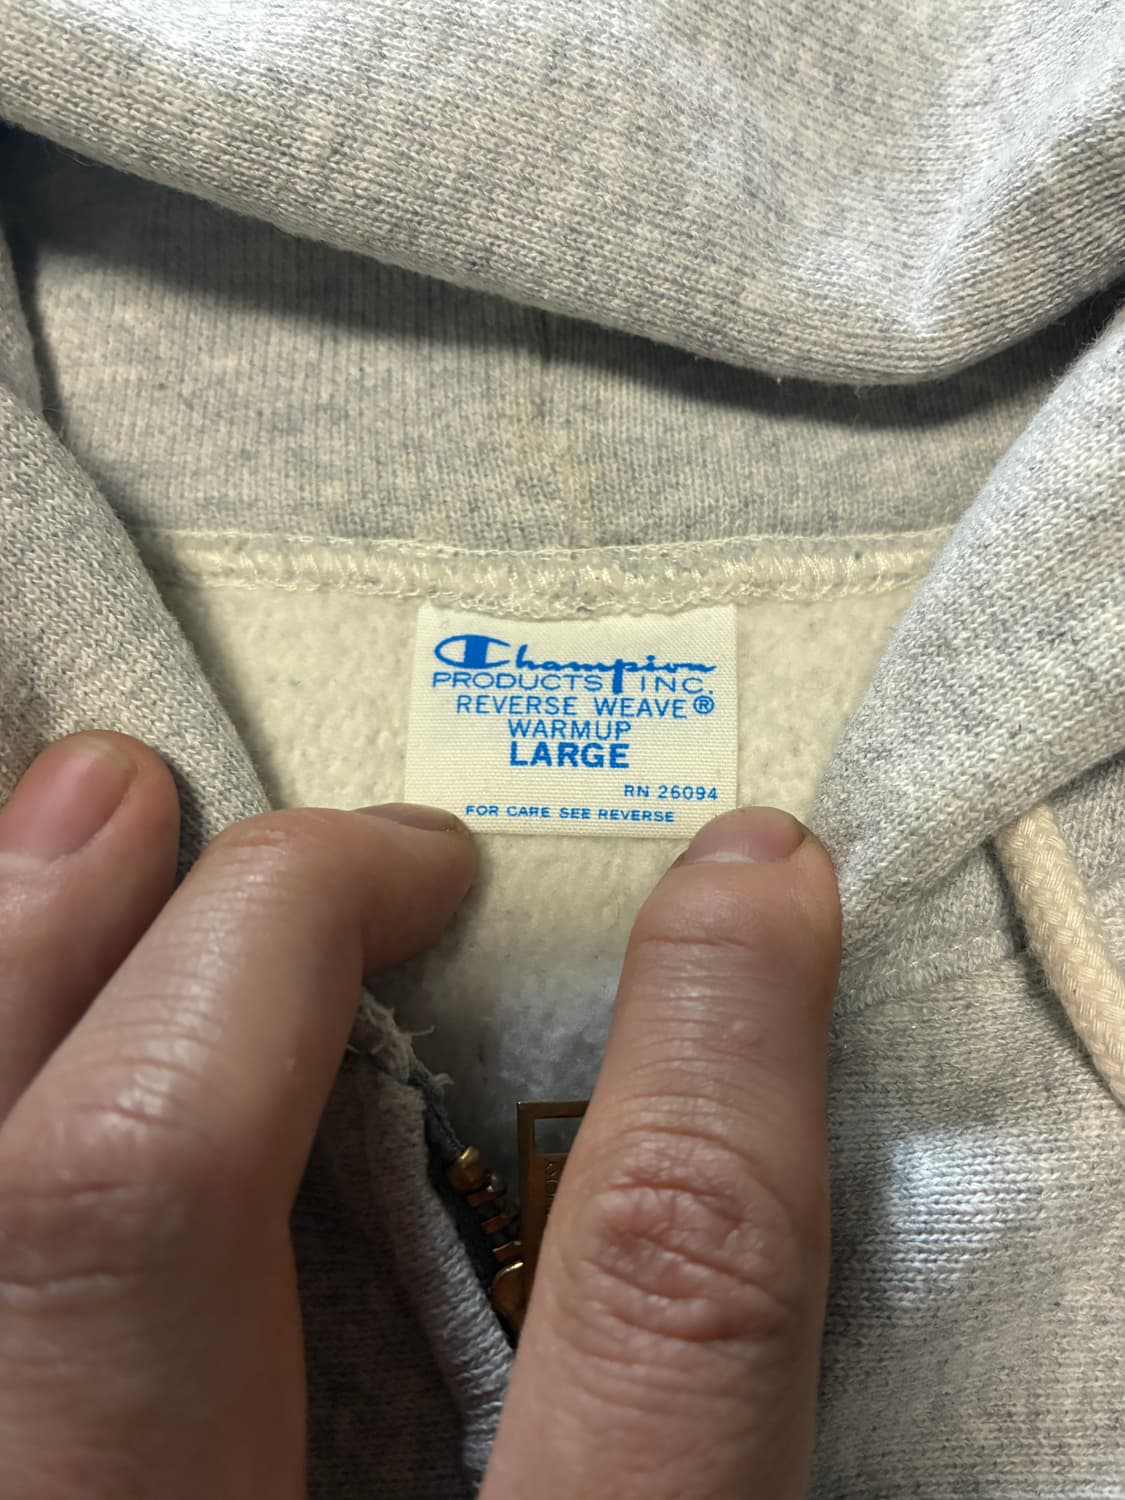 Champion
PRODUCTS INC.
REVERSE WEAVE®
WARMUP
LARGE
RN 26094
FOR CARE SEE REVERSE